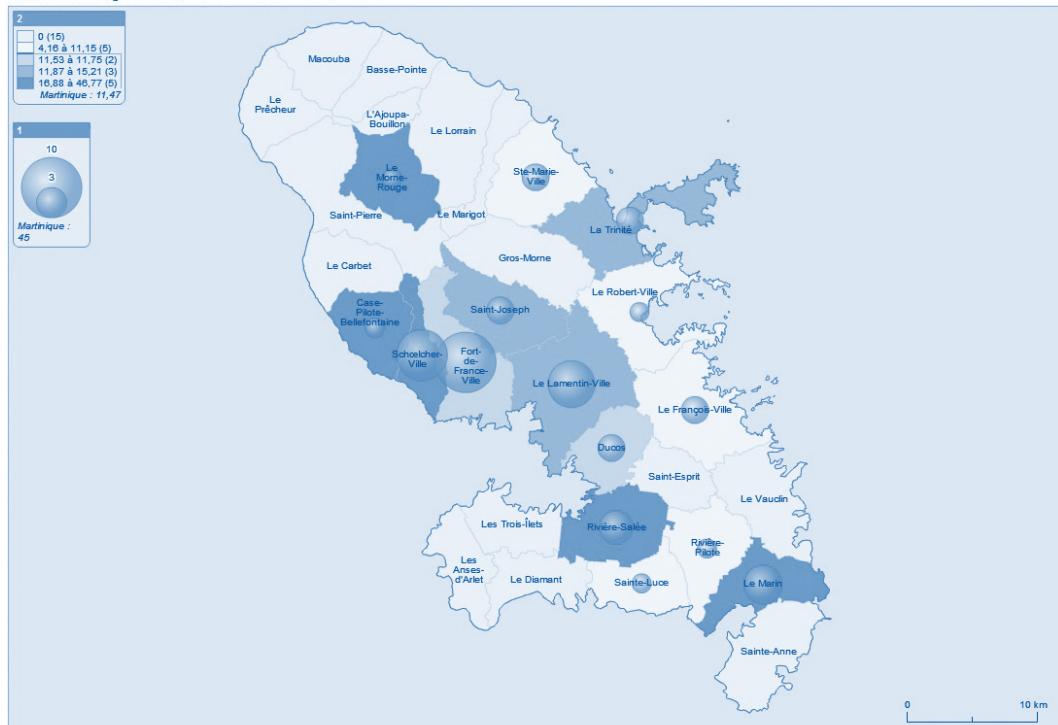 2
0 (15)
4,16 à 11,15 (5)
11,53 à 11,75 (2)
11,87 à 15,21 (3)
16,88 à 46,77 (5)
Martinique : 11,47
1
10
3
Martinique :
45
Macouba
Basse-Pointe
Le
Prêcheur
L'Ajoupa-
Bouillon
Le Lorrain
Le
Morne-
Rouge
Ste-Marie-
Ville
Saint-Pierre
Le Marigot
La Trinité
Gros-Morne
Le Carbet
Le Robert-Ville
Case-
Pilote-
Bellefontaine
Saint-Joseph
Schœlcher-
Ville
Fort-
de-
France-
Ville
Le Lamentin-Ville
Le François-Ville
Ducos
Saint-Esprit
Le Vauclin
Les Trois-Îlets
Rivière-Salée
Rivière-
Pilote
Les
Anses-
d'Arlet
Le Diamant
Sainte-Luce
Le Marin
Sainte-Anne
0
10 km